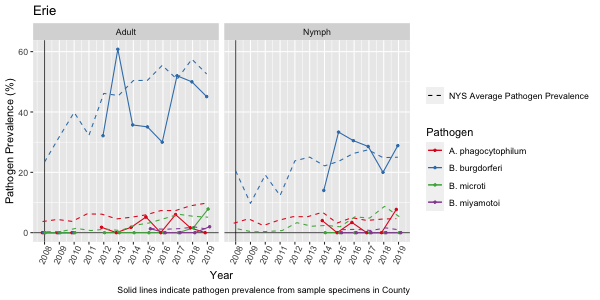 Erie
Adult
Nymph
60
40
20
0
Pathogen Prevalence (%)
2008 2009 2010 2011 2012 2013 2014 2015 2016 2017 2018 2019
2008 2009 2010 2011 2012 2013 2014 2015 2016 2017 2018 2019
Year
NYS Average Pathogen Prevalence
Pathogen
A. phagocytophilum
B. burgdorferi
B. microti
B. miyamotoi
Solid lines indicate pathogen prevalence from sample specimens in County